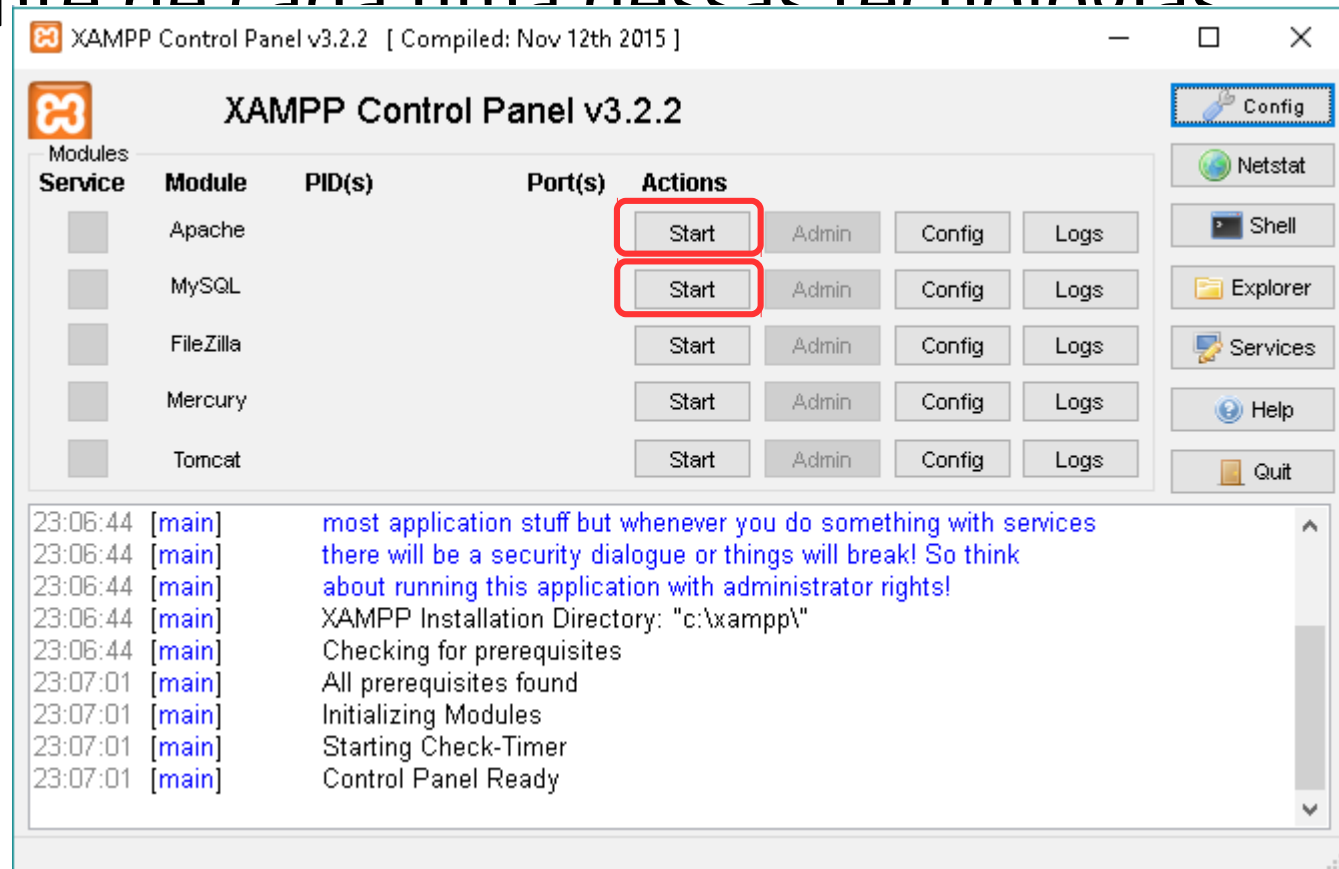 de cada uma dessas tecnologias
XAMPP Control Panel v3.2.2 [ Compiled: Nov 12th 2015 ]
XAMPP Control Panel v3.2.2
Config
Modules
Netstat
Service Module PID(s) Port(s) Actions
Apache Start Admin Config Logs
Shell
MySQL Start Admin Config Logs
Explorer
FileZilla Start Admin Config Logs
Services
Mercury Start Admin Config Logs
Help
Tomcat Start Admin Config Logs
Quit
23:06:44 [main] most application stuff but whenever you do something with services
23:06:44 [main] there will be a security dialogue or things will break! So think
23:06:44 [main] about running this application with administrator rights!
23:06:44 [main] XAMPP Installation Directory: "c:\xampp\"
23:06:44 [main] Checking for prerequisites
23:07:01 [main] All prerequisites found
23:07:01 [main] Initializing Modules
23:07:01 [main] Starting Check-Timer
23:07:01 [main] Control Panel Ready